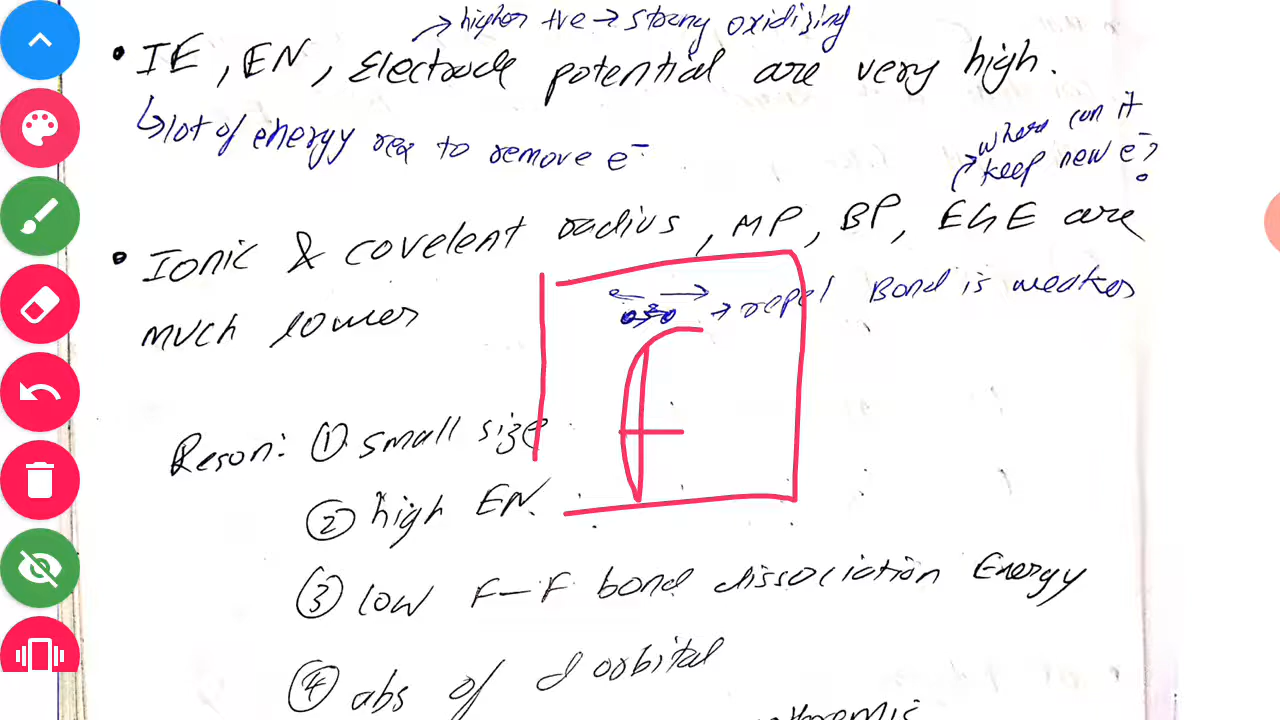 → higher +ve → strong oxidizing
• IE, EN, Electrode potential are very high.
↳ lot of energy req to remove e⁻
where can it
keep new e⁻?
• Ionic & covelent radius, MP, BP, EGE are
much lower
→ repel Bond is weaker
F
Reson: ① small size
② high EN.
③ low F-F bond dissociation Energy
④ abs of d orbital